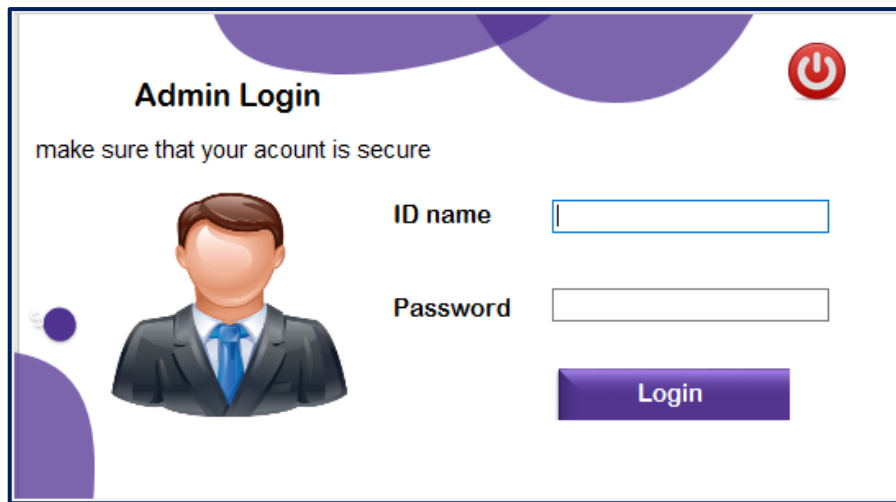 Admin Login
make sure that your acount is secure
ID name
Password
Login